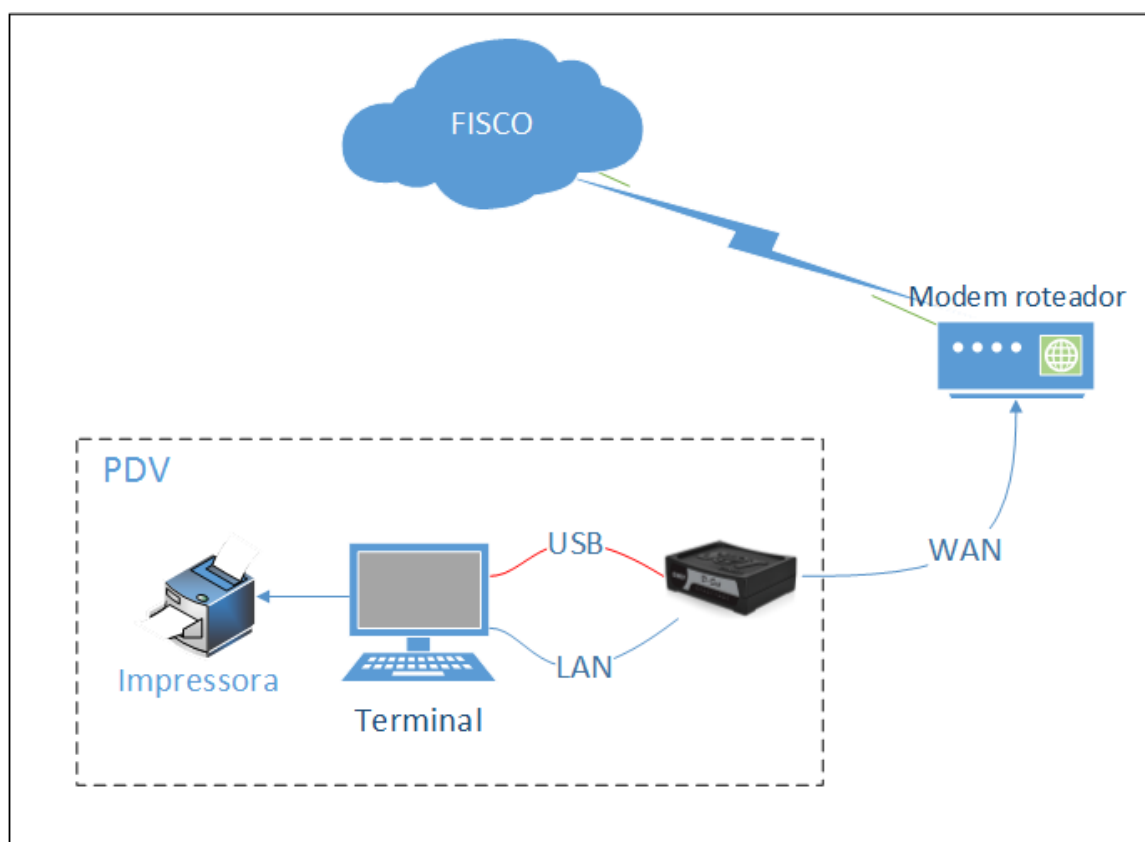 FISCO
Modem roteador
PDV
USB
WAN
LAN
Impressora
Terminal